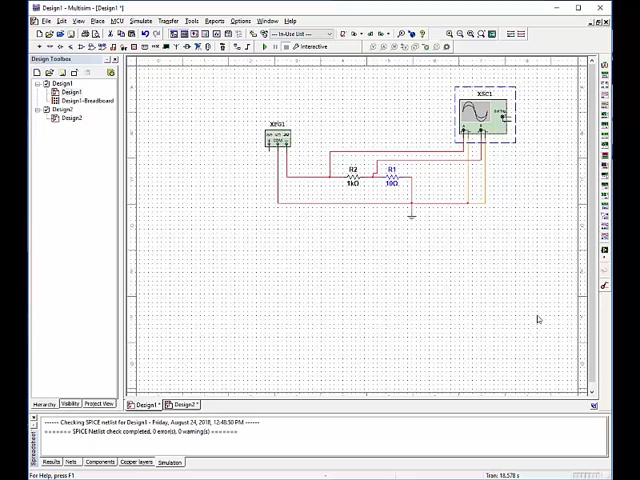 Design1 - Multisim - [Design1 *]
File Edit View Place MCU Simulate Transfer Tools Reports Options Window Help
--- In-Use List ---
Interactive
Design Toolbox
Design1
Design1
Design1-Breadboard
Design2
Design2
XSC1
XFG1
COM
R2
1kΩ
R1
10Ω
Hierarchy Visibility Project View
Design1 * Design2 *
Spreadsheet
------ Checking SPICE netlist for Design1 - Friday, August 24, 2018, 12:48:50 PM ------
======= SPICE Netlist check completed, 0 error(s), 0 warning(s) =======
Results Nets Components Copper layers Simulation
For Help, press F1
Tran: 18.578 s